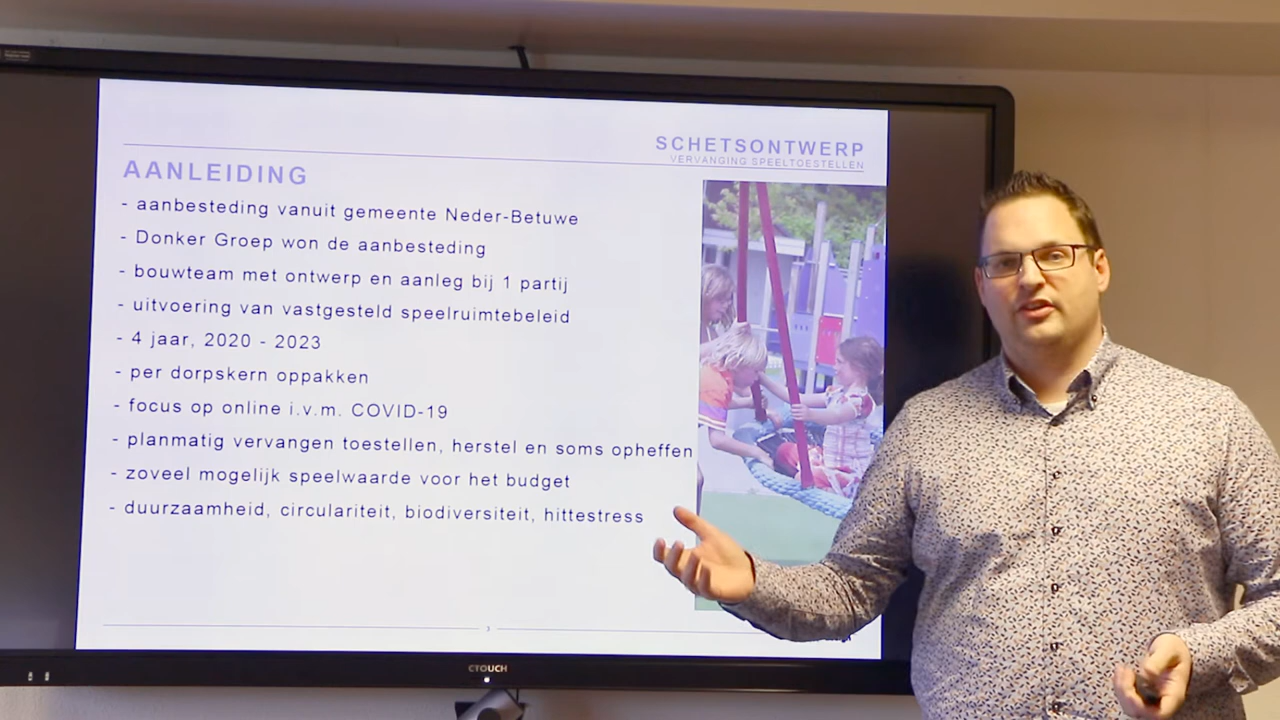 SCHETSONTWERP
VERVANGING SPEELTOESTELLEN
AANLEIDING
- aanbesteding vanuit gemeente Neder-Betuwe
- Donker Groep won de aanbesteding
- bouwteam met ontwerp en aanleg bij 1 partij
- uitvoering van vastgesteld speelruimtebeleid
- 4 jaar, 2020 - 2023
- per dorpskern oppakken
- focus op online i.v.m. COVID-19
- planmatig vervangen toestellen, herstel en soms opheffen
- zoveel mogelijk speelwaarde voor het budget
- duurzaamheid, circulariteit, biodiversiteit, hittestress
3
CTOUCH